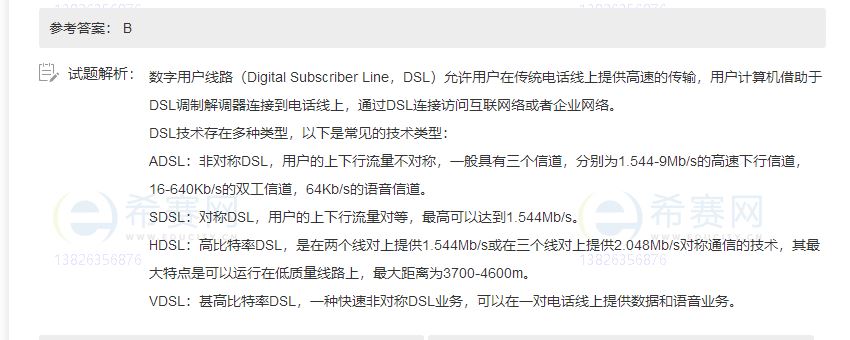 参考答案： B
试题解析： 数字用户线路（Digital Subscriber Line，DSL）允许用户在传统电话线上提供高速的传输，用户计算机借助于
DSL调制解调器连接到电话线上，通过DSL连接访问互联网络或者企业网络。
DSL技术存在多种类型，以下是常见的技术类型：
ADSL：非对称DSL，用户的上下行流量不对称，一般具有三个信道，分别为1.544-9Mb/s的高速下行信道，
16-640Kb/s的双工信道，64Kb/s的语音信道。
SDSL：对称DSL，用户的上下行流量对等，最高可以达到1.544Mb/s。
HDSL：高比特率DSL，是在两个线对上提供1.544Mb/s或在三个线对上提供2.048Mb/s对称通信的技术，其最
大特点是可以运行在低质量线路上，最大距离为3700-4600m。
VDSL：甚高比特率DSL，一种快速非对称DSL业务，可以在一对电话线上提供数据和语音业务。
希赛网
WWW.EDUCITY.CN
13826356876
希赛网
WWW.EDUCITY.CN
13826356876